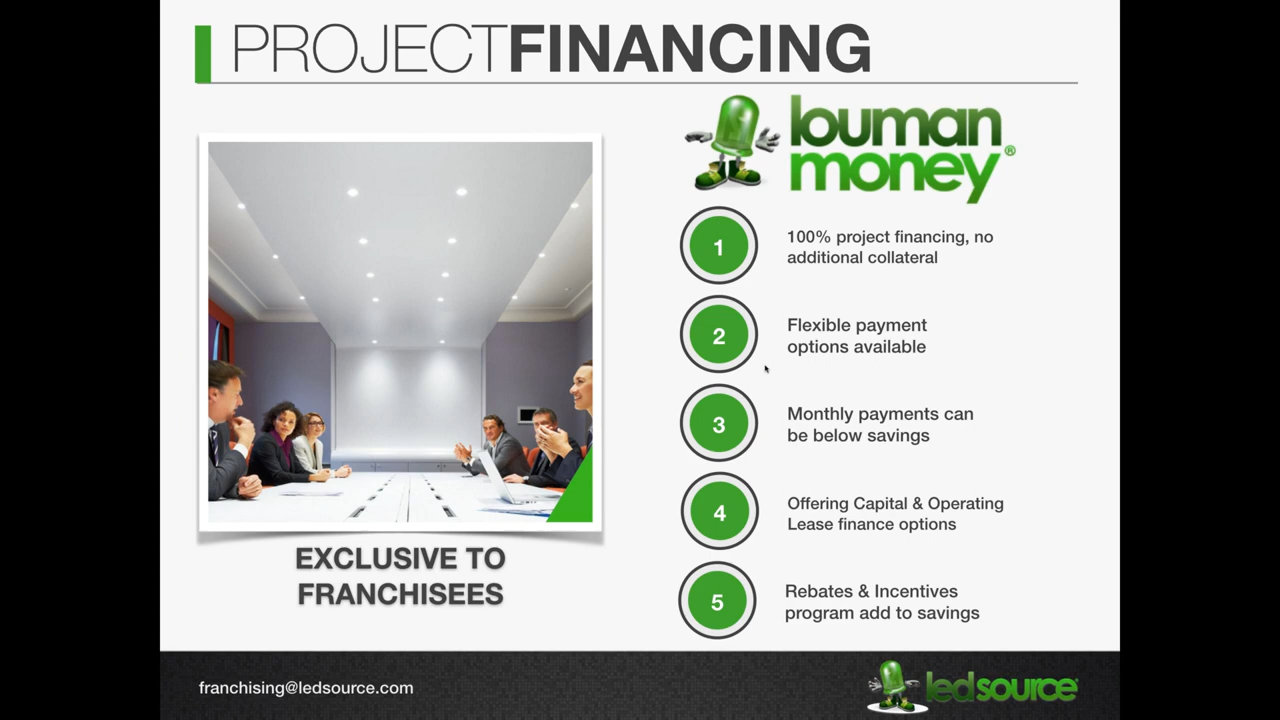 PROJECTFINANCING
louman
money®
1
100% project financing, no
additional collateral
2
Flexible payment
options available
3
Monthly payments can
be below savings
4
Offering Capital & Operating
Lease finance options
5
Rebates & Incentives
program add to savings
EXCLUSIVE TO
FRANCHISEES
franchising@ledsource.com
ledsource